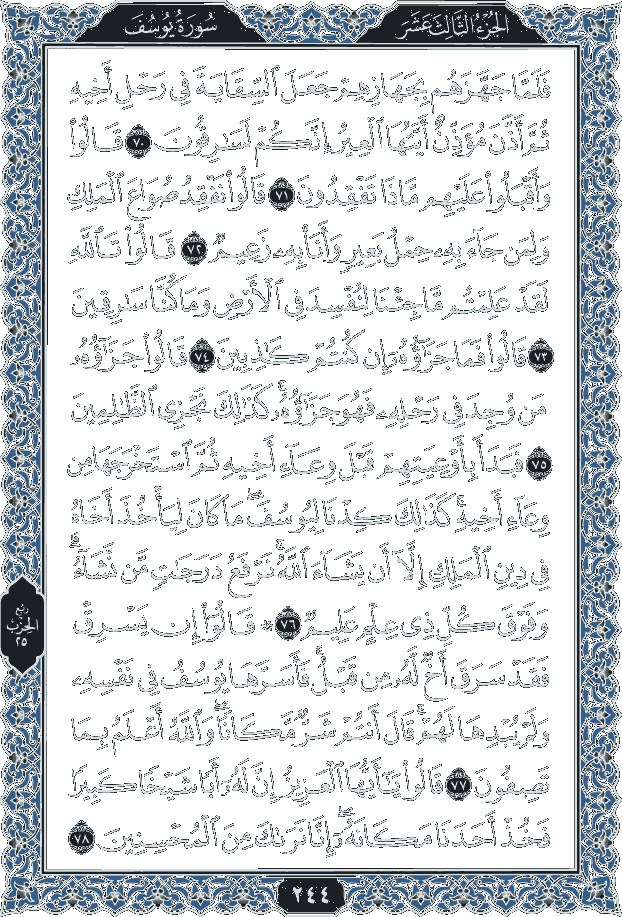 الجزء الثالث عشر
سورة يوسف
فَلَمَّا جَهَّزَهُم بِجَهَازِهِمْ جَعَلَ ٱلسِّقَايَةَ فِى رَحْلِ أَخِيهِ
ثُمَّ أَذَّنَ مُؤَذِّنٌ أَيَّتُهَا ٱلْعِيرُ إِنَّكُمْ لَسَٰرِقُونَ ٧٠ قَالُوا۟
وَأَقْبَلُوا۟ عَلَيْهِم مَّاذَا تَفْقِدُونَ ٧١ قَالُوا۟ نَفْقِدُ صُوَاعَ ٱلْمَلِكِ
وَلِمَن جَآءَ بِهِۦ حِمْلُ بَعِيرٍ وَأَنَا۠ بِهِۦ زَعِيمٌ ٧٢ قَالُوا۟ تَٱللَّهِ
لَقَدْ عَلِمْتُم مَّا جِئْنَا لِنُفْسِدَ فِى ٱلْأَرْضِ وَمَا كُنَّا سَٰرِقِينَ
٧٣ قَالُوا۟ فَمَا جَزَٰٓؤُهُۥٓ إِن كُنتُمْ كَٰذِبِينَ ٧٤ قَالُوا۟ جَزَٰٓؤُهُۥ
مَن وُجِدَ فِى رَحْلِهِۦ فَهُوَ جَزَٰٓؤُهُۥ ۚ كَذَٰلِكَ نَجْزِى ٱلظَّٰلِمِينَ
٧٥ فَبَدَأَ بِأَوْعِيَتِهِمْ قَبْلَ وِعَآءِ أَخِيهِ ثُمَّ ٱسْتَخْرَجَهَا مِن
وِعَآءِ أَخِيهِ ۚ كَذَٰلِكَ كِدْنَا لِيُوسُفَ ۖ مَا كَانَ لِيَأْخُذَ أَخَاهُ
فِى دِينِ ٱلْمَلِكِ إِلَّآ أَن يَشَآءَ ٱللَّهُ ۚ نَرْفَعُ دَرَجَٰتٍ مَّن نَّشَآءُ ۗ
وَفَوْقَ كُلِّ ذِى عِلْمٍ عَلِيمٌ ٧٦ ۞ قَالُوٓا۟ إِن يَسْرِقْ
فَقَدْ سَرَقَ أَخٌ لَّهُۥ مِن قَبْلُ ۚ فَأَسَرَّهَا يُوسُفُ فِى نَفْسِهِۦ
وَلَمْ يُبْدِهَا لَهُمْ ۚ قَالَ أَنتُمْ شَرٌّ مَّكَانًا ۖ وَٱللَّهُ أَعْلَمُ بِمَا
تَصِفُونَ ٧٧ قَالُوا۟ يَٰٓأَيُّهَا ٱلْعَزِيزُ إِنَّ لَهُۥٓ أَبًا شَيْخًا كَبِيرًا
فَخُذْ أَحَدَنَا مَكَانَهُۥٓ ۖ إِنَّا نَرَىٰكَ مِنَ ٱلْمُحْسِنِينَ ٧٨
ربع
الحزب
٢٥
٢٤٤